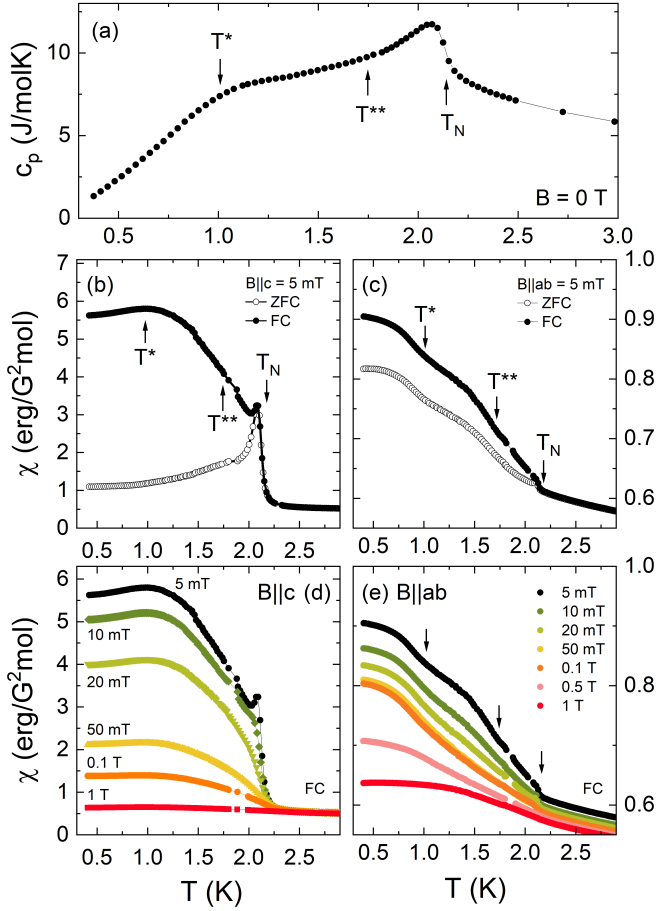 (a)
T*
T**
T_N
B = 0 T
c_p (J/molK)
10
5
0
0.5 1.0 1.5 2.0 2.5 3.0
(b)
B||c = 5 mT
ZFC
FC
T*
T**
T_N
χ (erg/G²mol)
7
6
5
4
3
2
1
0
0.5 1.0 1.5 2.0 2.5
(c)
B||ab = 5 mT
ZFC
FC
T*
T**
T_N
1.0
0.9
0.8
0.7
0.6
0.5 1.0 1.5 2.0 2.5
B||c (d)
5 mT
10 mT
20 mT
50 mT
0.1 T
1 T
FC
χ (erg/G²mol)
6
5
4
3
2
1
0
0.5 1.0 1.5 2.0 2.5
T (K)
(e) B||ab
5 mT
10 mT
20 mT
50 mT
0.1 T
0.5 T
1 T
FC
1.0
0.8
0.6
0.5 1.0 1.5 2.0 2.5
T (K)
χ (erg/G²mol)